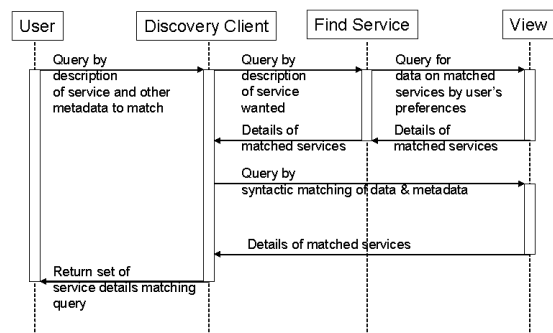 User
Discovery Client
Find Service
View
Query by
description
of service and other
metadata to match
Query by
description
of service
wanted
Query for
data on matched
services by user's
preferences
Details of
matched services
Details of
matched services
Query by
syntactic matching of data & metadata
Details of matched services
Return set of
service details matching
query